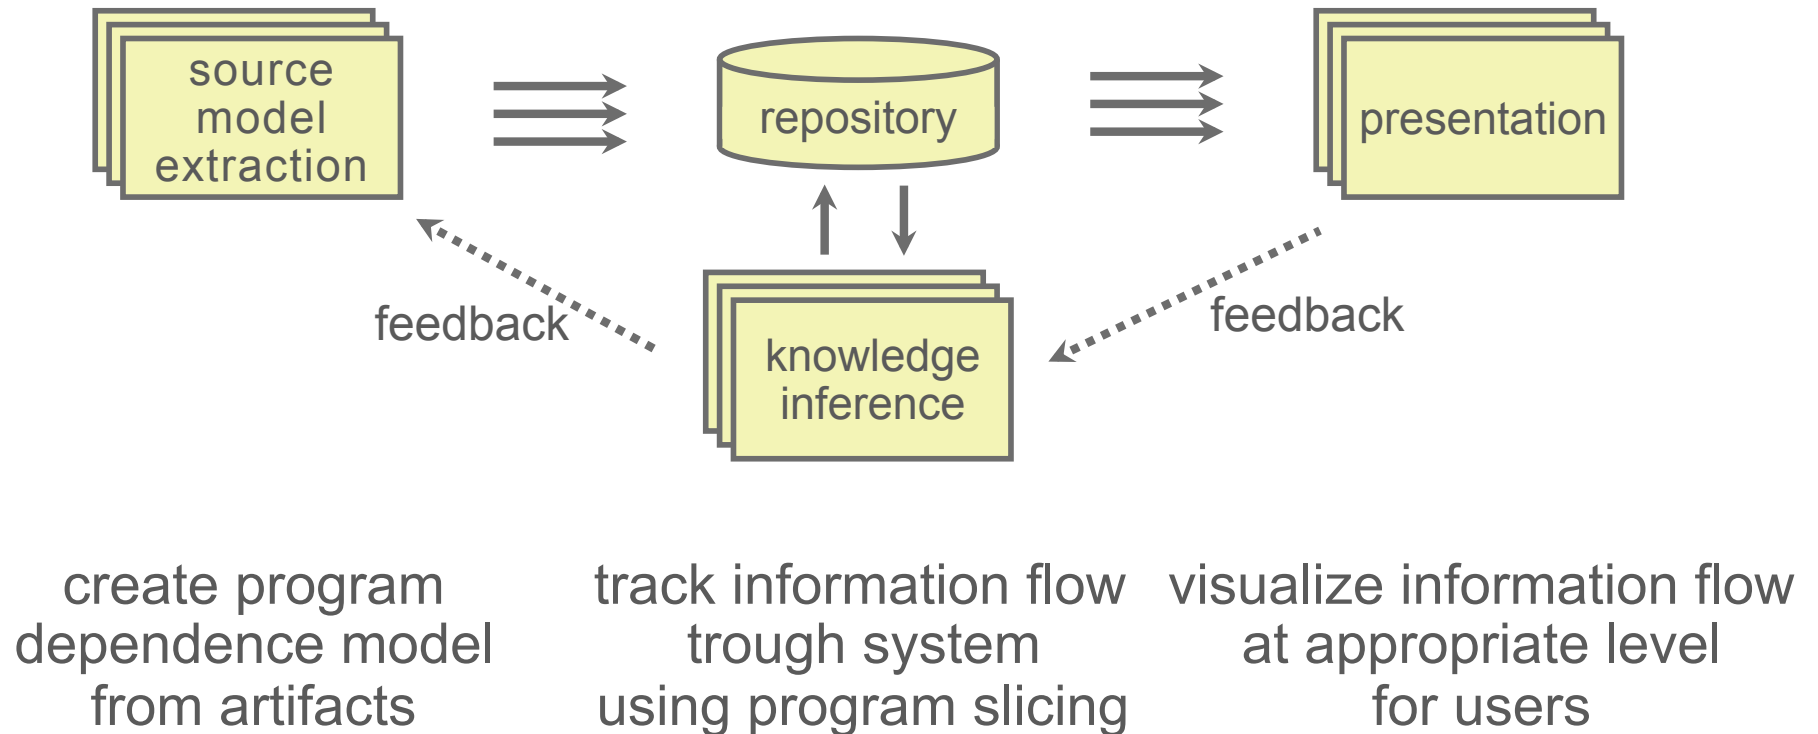 source
model
extraction
repository
presentation
feedback
feedback
knowledge
inference
create program
dependence model
from artifacts
track information flow
trough system
using program slicing
visualize information flow
at appropriate level
for users